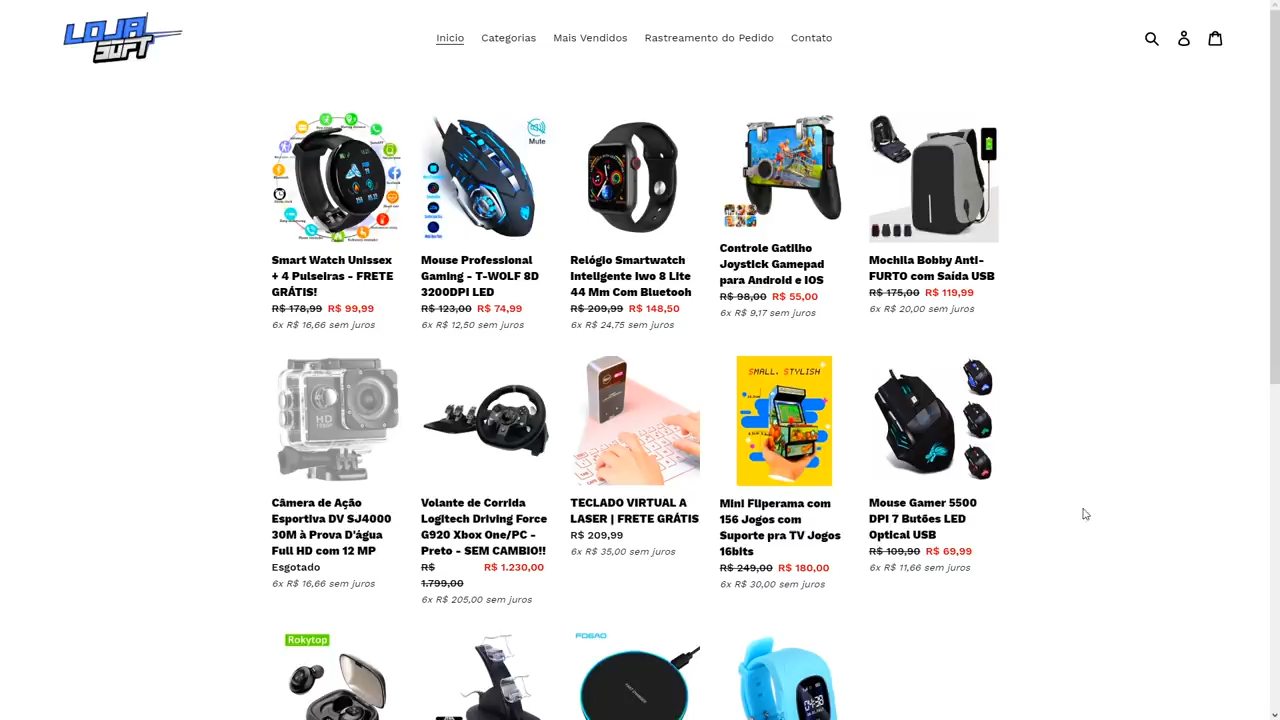 LOJA
SOFT
Inicio
Categorias
Mais Vendidos
Rastreamento do Pedido
Contato
Mute
Smart Watch Unissex
+ 4 Pulseiras - FRETE
GRÁTIS!
R$ 178,99 R$ 99,99
6x R$ 16,66 sem juros
Mouse Professional
Gaming - T-WOLF 8D
3200DPI LED
R$ 123,00 R$ 74,99
6x R$ 12,50 sem juros
Relógio Smartwatch
Inteligente Iwo 8 Lite
44 Mm Com Bluetooh
R$ 209,99 R$ 148,50
6x R$ 24,75 sem juros
Controle Gatilho
Joystick Gamepad
para Android e IOS
R$ 98,00 R$ 55,00
6x R$ 9,17 sem juros
Mochila Bobby Anti-
FURTO com Saída USB
R$ 175,00 R$ 119,99
6x R$ 20,00 sem juros
HD
SMALL, STYLISH
Câmera de Ação
Esportiva DV SJ4000
30M à Prova D'água
Full HD com 12 MP
Esgotado
6x R$ 16,66 sem juros
Volante de Corrida
Logitech Driving Force
G920 Xbox One/PC -
Preto - SEM CAMBIO!!
R$ 1.799,00 R$ 1.230,00
6x R$ 205,00 sem juros
TECLADO VIRTUAL A
LASER | FRETE GRÁTIS
R$ 209,99
6x R$ 35,00 sem juros
Mini Fliperama com
156 Jogos com
Suporte pra TV Jogos
16bits
R$ 249,00 R$ 180,00
6x R$ 30,00 sem juros
Mouse Gamer 5500
DPI 7 Butões LED
Optical USB
R$ 109,90 R$ 69,99
6x R$ 11,66 sem juros
Rokytop
FDGAO
FAST CHARGING
04:38